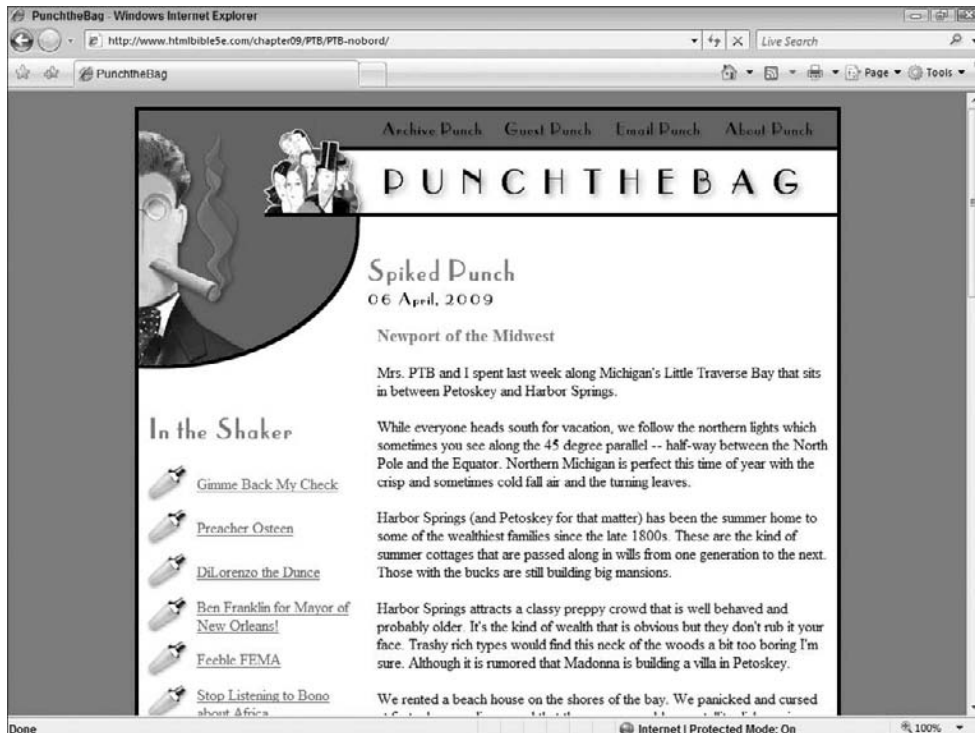 PunchtheBag - Windows Internet Explorer
http://www.htmlbible5e.com/chapter09/PTB/PTB-nobord/
Live Search
PunchtheBag
Page
Tools
Archive Punch Guest Punch Email Punch About Punch
PUNCHTHEBAG
Spiked Punch
06 April, 2009
Newport of the Midwest
Mrs. PTB and I spent last week along Michigan's Little Traverse Bay that sits
in between Petoskey and Harbor Springs.
While everyone heads south for vacation, we follow the northern lights which
sometimes you see along the 45 degree parallel -- half-way between the North
Pole and the Equator. Northern Michigan is perfect this time of year with the
crisp and sometimes cold fall air and the turning leaves.
Harbor Springs (and Petoskey for that matter) has been the summer home to
some of the wealthiest families since the late 1800s. These are the kind of
summer cottages that are passed along in wills from one generation to the next.
Those with the bucks are still building big mansions.
Harbor Springs attracts a classy preppy crowd that is well behaved and
probably older. It's the kind of wealth that is obvious but they don't rub it your
face. Trashy rich types would find this neck of the woods a bit too boring I'm
sure. Although it is rumored that Madonna is building a villa in Petoskey.
We rented a beach house on the shores of the bay. We panicked and cursed
In the Shaker
Gimme Back My Check
Preacher Osteen
DiLorenzo the Dunce
Ben Franklin for Mayor of
New Orleans!
Feeble FEMA
Stop Listening to Bono
about Africa
Done
Internet | Protected Mode: On
100%